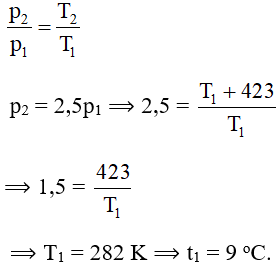 p₂/p₁ = T₂/T₁
p₂ = 2,5p₁ ⟹ 2,5 = (T₁ + 423)/T₁
⟹ 1,5 = 423/T₁
⟹ T₁ = 282 K ⟹ t₁ = 9 ᵒC.